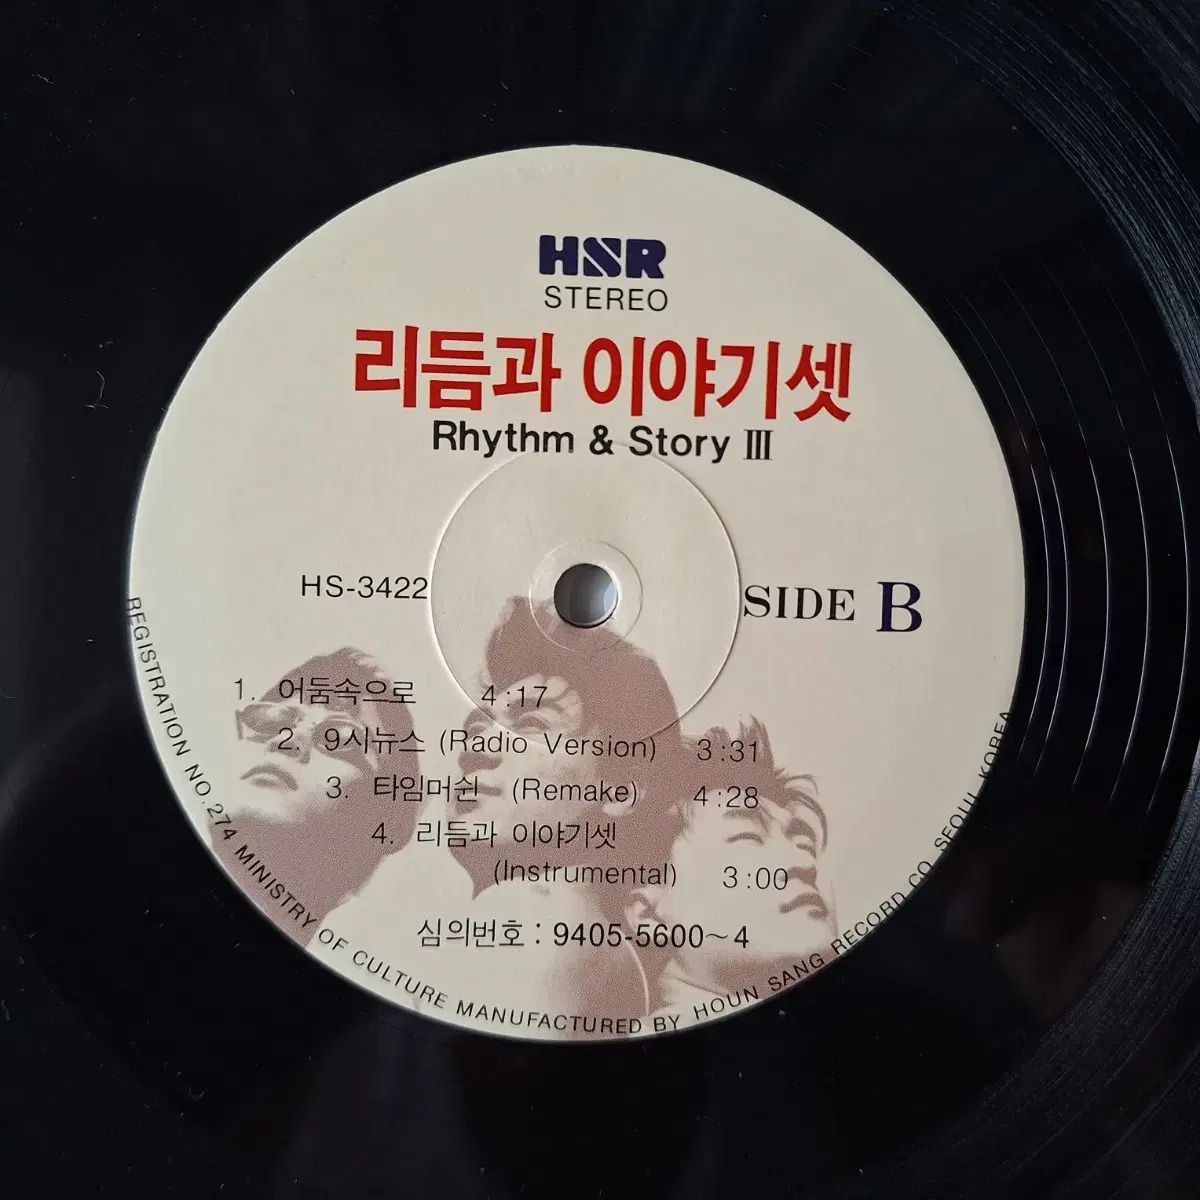 HSR
STEREO
리듬과 이야기셋
Rhythm & Story III
HS-3422
SIDE B
1. 어둠속으로 4:17
2. 9시뉴스 (Radio Version) 3:31
3. 타임머쉰 (Remake) 4:28
4. 리듬과 이야기셋
(Instrumental) 3:00
심의번호 : 9405-5600~4
REGISTRATION NO.274 MINISTRY OF CULTURE MANUFACTURED BY HOUN SANG RECORD CO. SEOUL KOREA